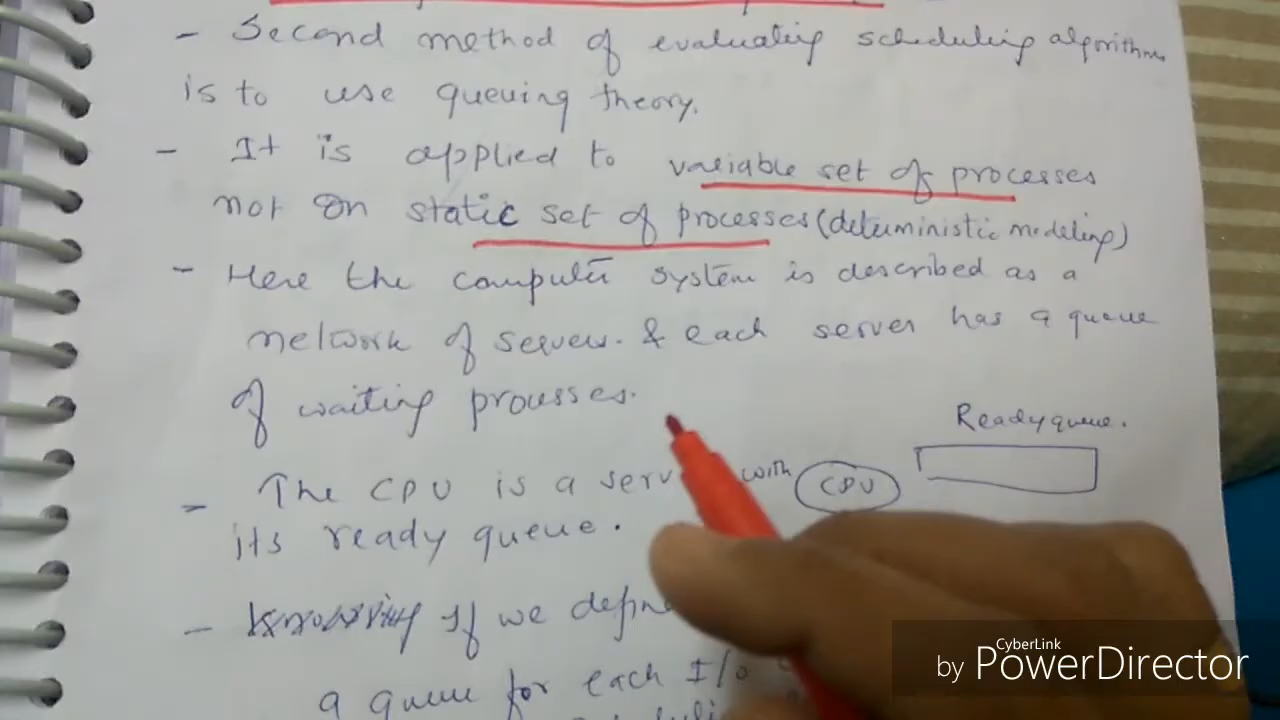 - Second method of evaluating scheduling algorithms
is to use queuing theory.
- It is applied to variable set of processes
not on static set of processes (deterministic modeling)
- Here the computer system is described as a
network of servers. & each server has a queue
of waiting processes.
Ready queue.
- The CPU is a serv with CPU
its ready queue.
- If we define
a queue for each I/O
CyberLink
by PowerDirector